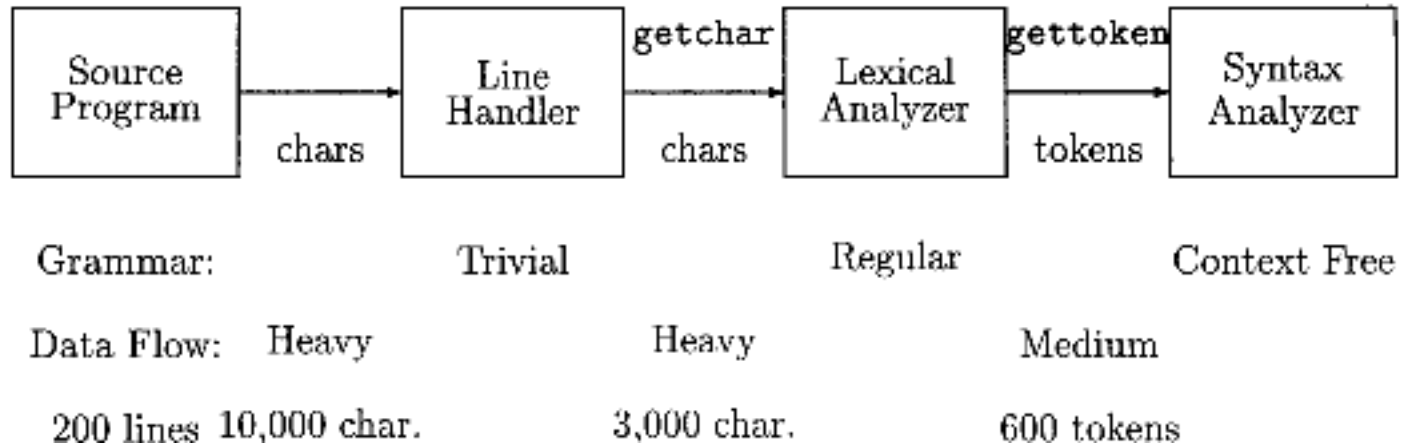 Source
Program
chars
Line
Handler
getchar
chars
Lexical
Analyzer
gettoken
tokens
Syntax
Analyzer
Grammar: Trivial Regular Context Free
Data Flow: Heavy Heavy Medium
200 lines 10,000 char. 3,000 char. 600 tokens